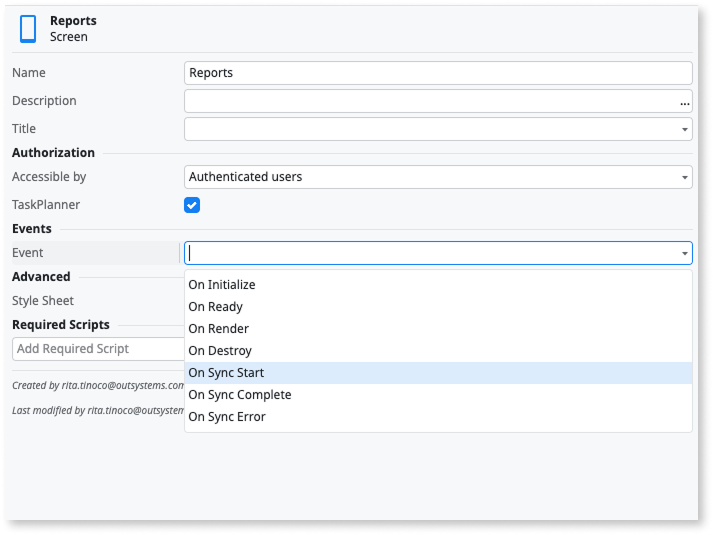 Reports
Screen
Name Reports
Description ...
Title
Authorization
Accessible by Authenticated users
TaskPlanner
Events
Event
Advanced
On Initialize
Style Sheet
On Ready
Required Scripts
On Render
Add Required Script
On Destroy
On Sync Start
Created by rita.tinoco@outsystems.com
On Sync Complete
Last modified by rita.tinoco@outsystem
On Sync Error